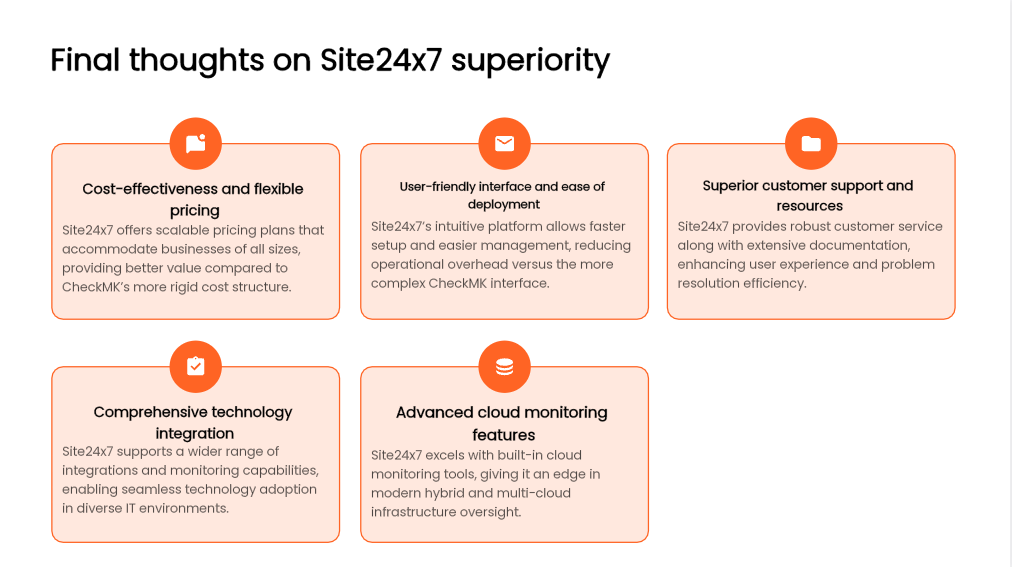 Final thoughts on Site24x7 superiority
Cost-effectiveness and flexible
pricing
Site24x7 offers scalable pricing plans that
accommodate businesses of all sizes,
providing better value compared to
CheckMK's more rigid cost structure.
User-friendly interface and ease of
deployment
Site24x7's intuitive platform allows faster
setup and easier management, reducing
operational overhead versus the more
complex CheckMK interface.
Superior customer support and
resources
Site24x7 provides robust customer service
along with extensive documentation,
enhancing user experience and problem
resolution efficiency.
Comprehensive technology
integration
Site24x7 supports a wider range of
integrations and monitoring capabilities,
enabling seamless technology adoption
in diverse IT environments.
Advanced cloud monitoring
features
Site24x7 excels with built-in cloud
monitoring tools, giving it an edge in
modern hybrid and multi-cloud
infrastructure oversight.